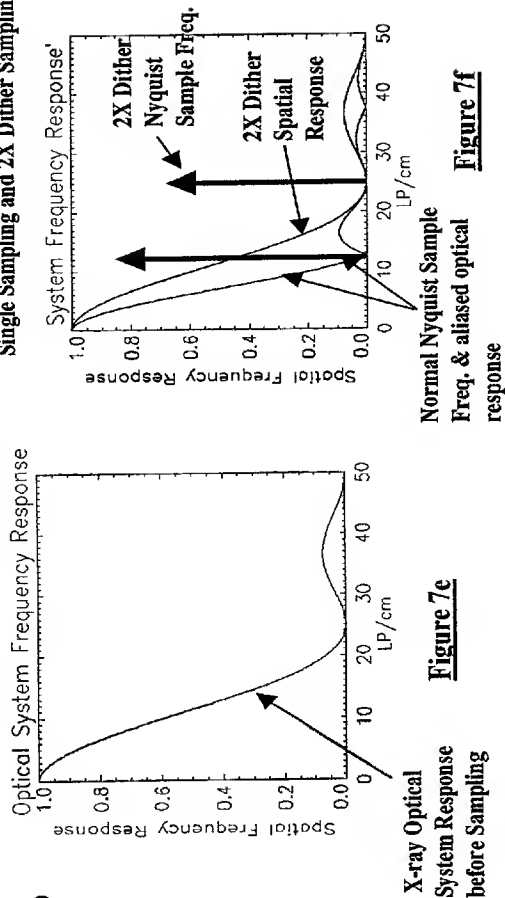 Single Sampling and 2X Dither Samplin
Optical System Frequency Response
Spatial Frequency Response
1.0
0.8
0.6
0.4
0.2
0.0
0
10
20
30
40
50
LP/cm
X-ray Optical
System Response
before Sampling
Figure 7e
System Frequency Response'
Spatial Frequency Response
1.0
0.8
0.6
0.4
0.2
0.0
0
10
20
30
40
50
LP/cm
2X Dither
Nyquist
Sample Freq.
2X Dither
Spatial
Response
Normal Nyquist Sample
Freq. & aliased optical
response
Figure 7f